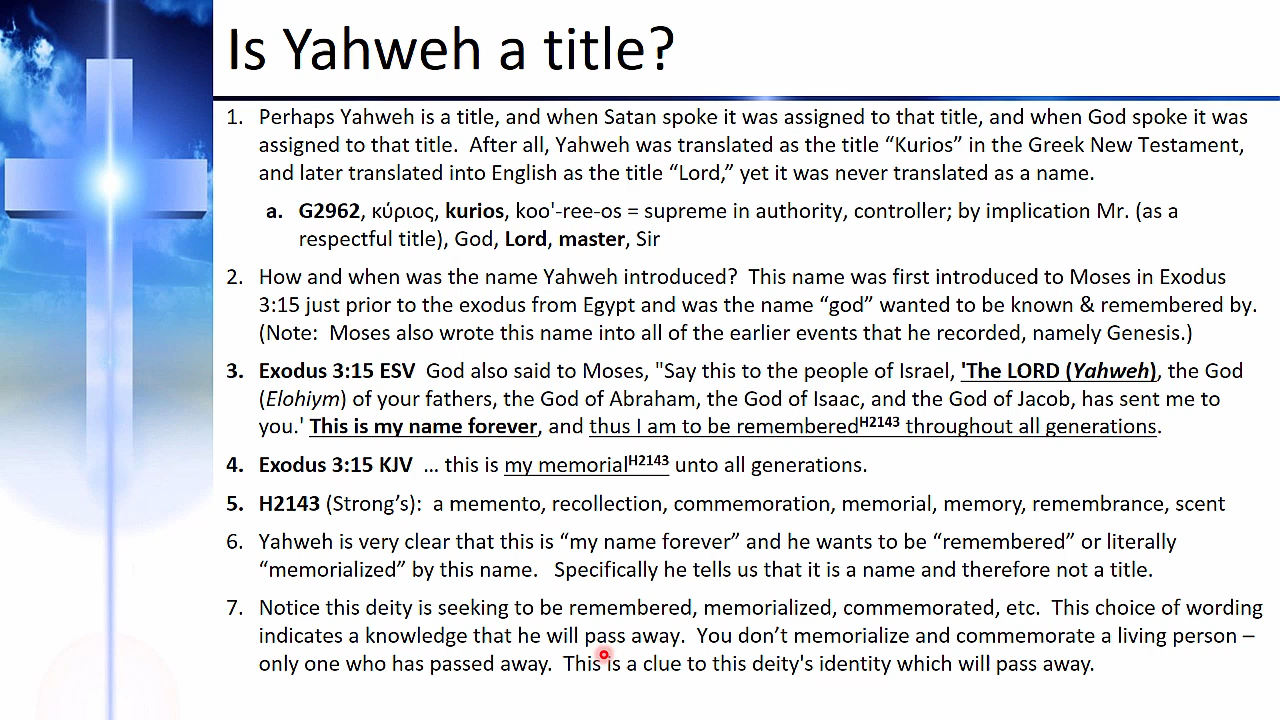 Is Yahweh a title?
1. Perhaps Yahweh is a title, and when Satan spoke it was assigned to that title, and when God spoke it was
assigned to that title.  After all, Yahweh was translated as the title “Kurios” in the Greek New Testament,
and later translated into English as the title “Lord,” yet it was never translated as a name.
a. G2962, κύριος, kurios, koo'-ree-os = supreme in authority, controller; by implication Mr. (as a
respectful title), God, Lord, master, Sir
2. How and when was the name Yahweh introduced?  This name was first introduced to Moses in Exodus
3:15 just prior to the exodus from Egypt and was the name “god” wanted to be known & remembered by.
(Note:  Moses also wrote this name into all of the earlier events that he recorded, namely Genesis.)
3. Exodus 3:15 ESV  God also said to Moses, "Say this to the people of Israel, 'The LORD (Yahweh), the God
(Elohiym) of your fathers, the God of Abraham, the God of Isaac, and the God of Jacob, has sent me to
you.' This is my name forever, and thus I am to be rememberedH2143 throughout all generations.
4. Exodus 3:15 KJV  … this is my memorialH2143 unto all generations.
5. H2143 (Strong’s):  a memento, recollection, commemoration, memorial, memory, remembrance, scent
6. Yahweh is very clear that this is “my name forever” and he wants to be “remembered” or literally
“memorialized” by this name.   Specifically he tells us that it is a name and therefore not a title.
7. Notice this deity is seeking to be remembered, memorialized, commemorated, etc.  This choice of wording
indicates a knowledge that he will pass away.  You don’t memorialize and commemorate a living person –
only one who has passed away.  This is a clue to this deity's identity which will pass away.